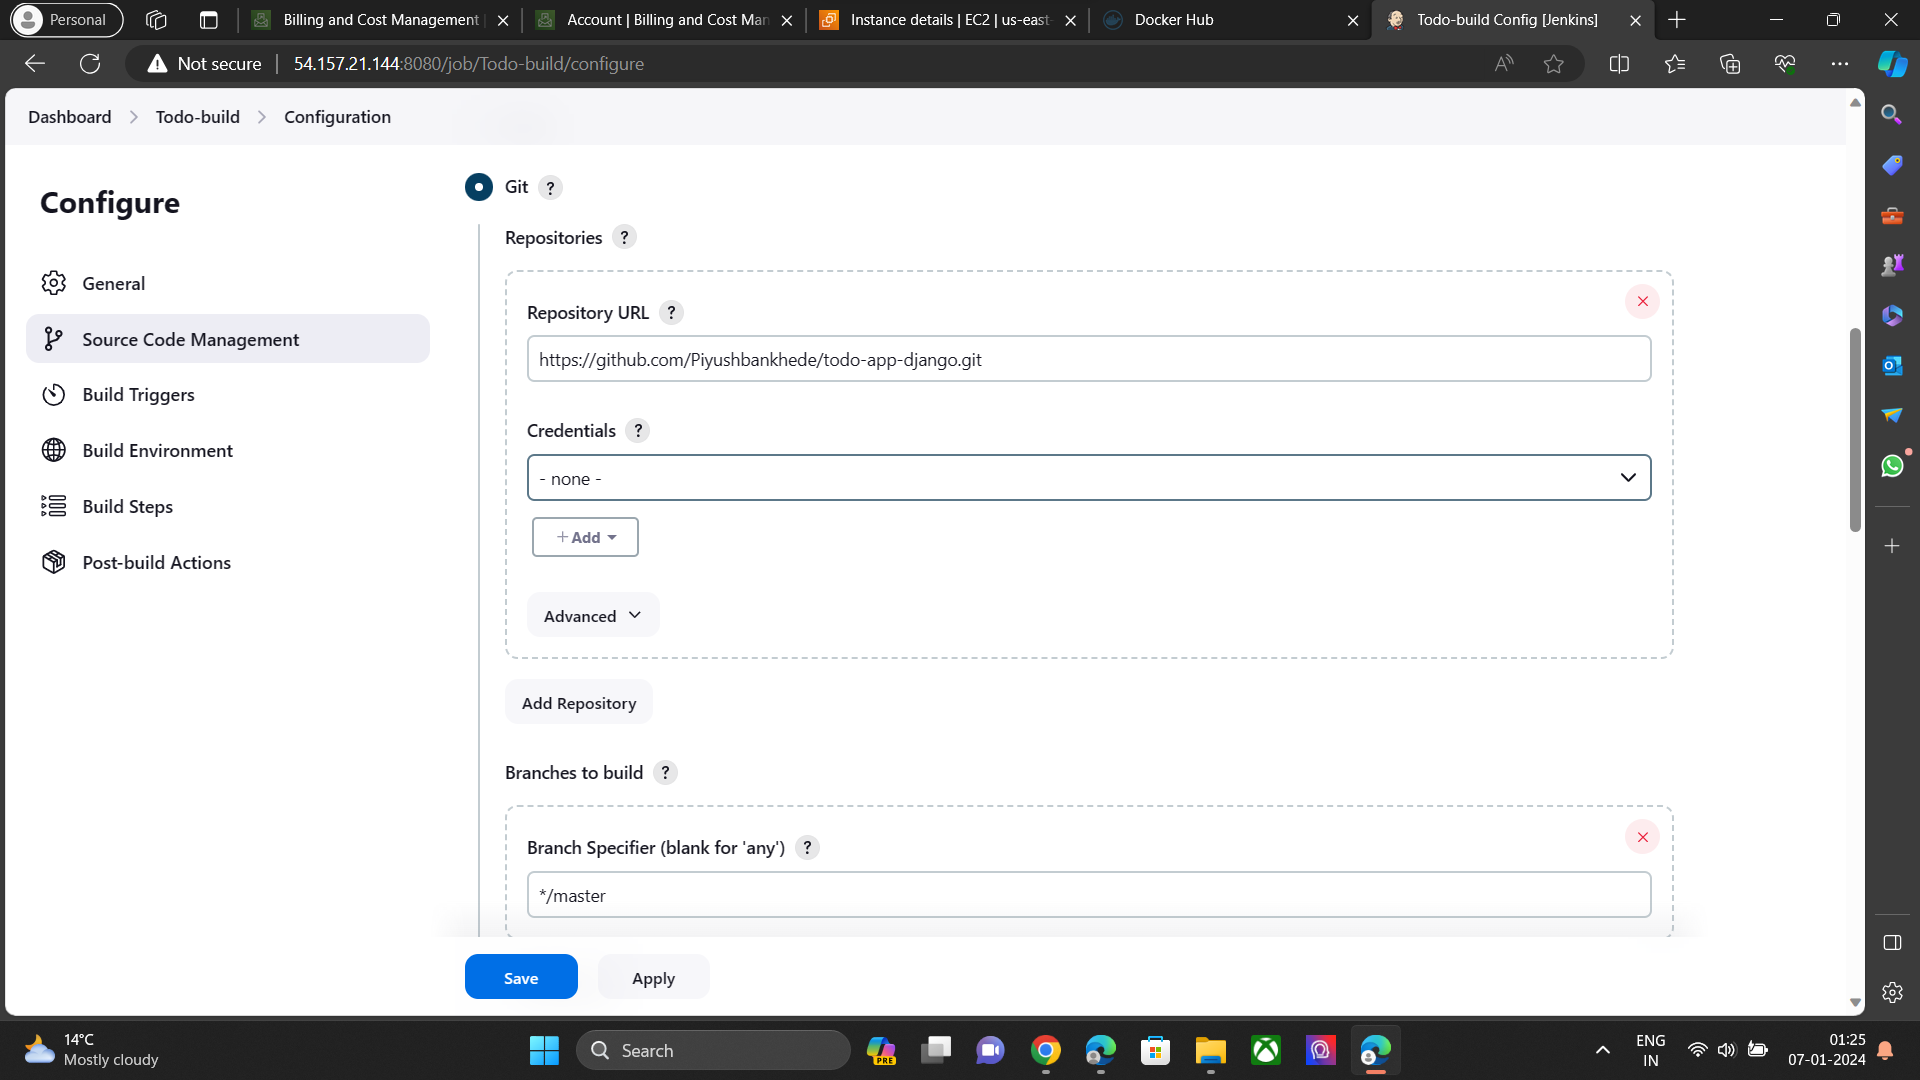 Personal
Billing and Cost Management
Account | Billing and Cost Man
Instance details | EC2 | us-east-
Docker Hub
Todo-build Config [Jenkins]
Not secure
54.157.21.144:8080/job/Todo-build/configure
Dashboard
Todo-build
Configuration
Configure
General
Source Code Management
Build Triggers
Build Environment
Build Steps
Post-build Actions
Git ?
Repositories ?
Repository URL ?
https://github.com/Piyushbankhede/todo-app-django.git
Credentials ?
- none -
+ Add
Advanced
Add Repository
Branches to build ?
Branch Specifier (blank for 'any') ?
*/master
Save
Apply
14°C
Mostly cloudy
Search
PRE
ENG
IN
01:25
07-01-2024